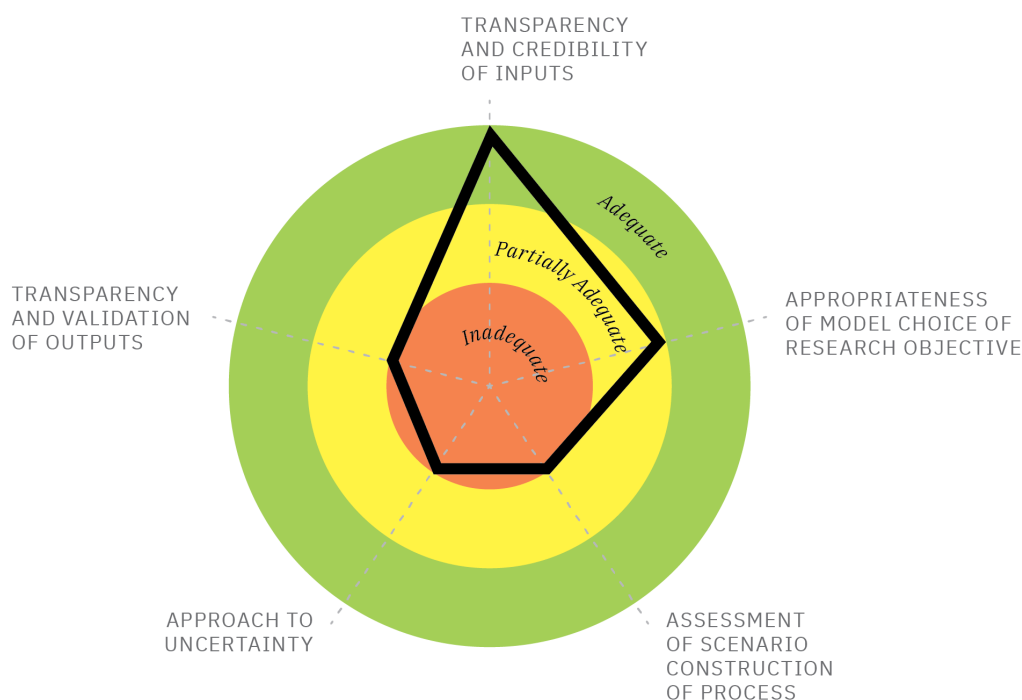 TRANSPARENCY
AND CREDIBILITY
OF INPUTS
Adequate
Partially Adequate
Inadequate
TRANSPARENCY
AND VALIDATION
OF OUTPUTS
APPROPRIATENESS
OF MODEL CHOICE OF
RESEARCH OBJECTIVE
APPROACH TO
UNCERTAINTY
ASSESSMENT
OF SCENARIO
CONSTRUCTION
OF PROCESS